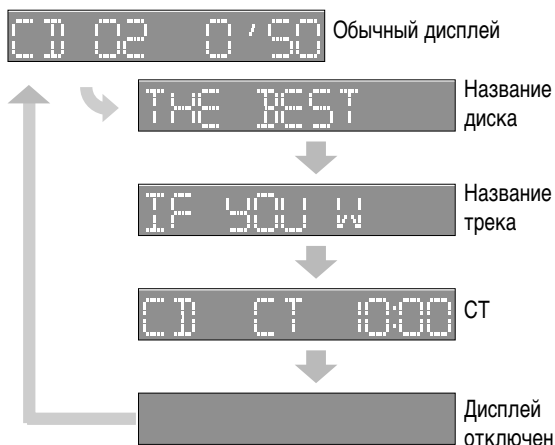 CD 02 0'50
Обычный дисплей
THE BEST
Название
диска
IF YOU W
Название
трека
CD CT 10:00
CT
Дисплей
отключен